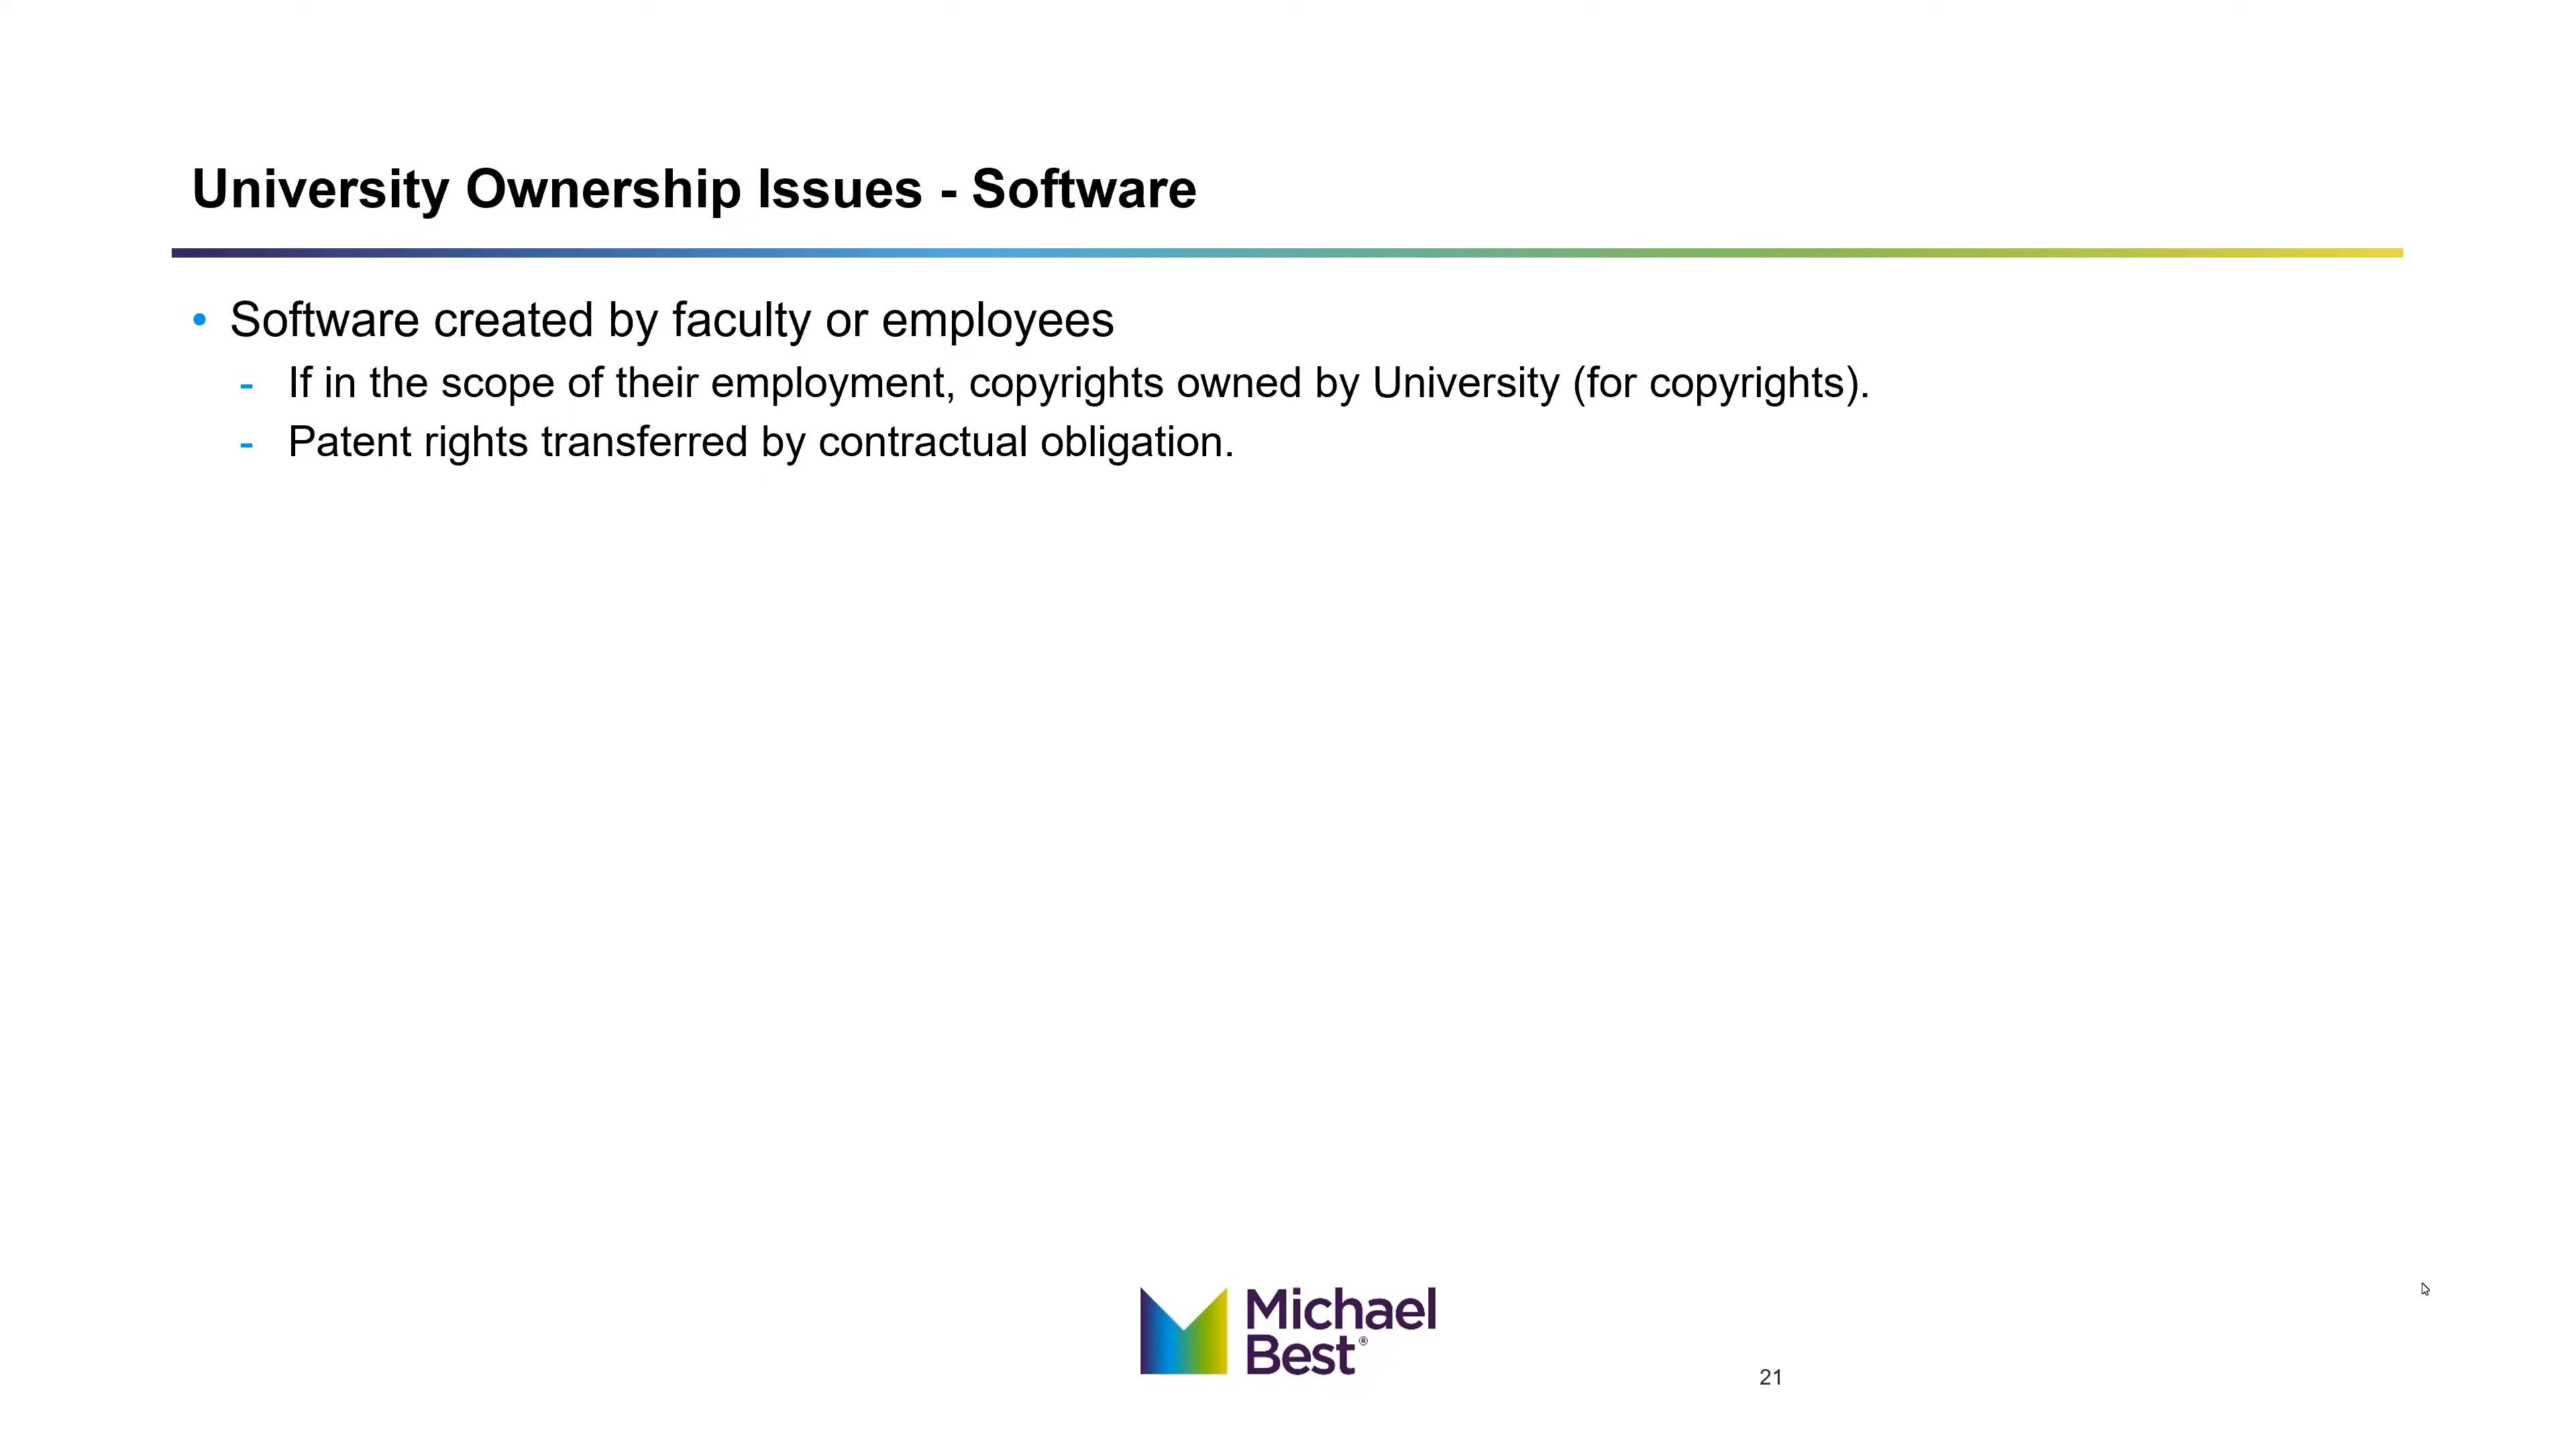 University Ownership Issues - Software
• Software created by faculty or employees
- If in the scope of their employment, copyrights owned by University (for copyrights).
- Patent rights transferred by contractual obligation.
Michael
Best®
21